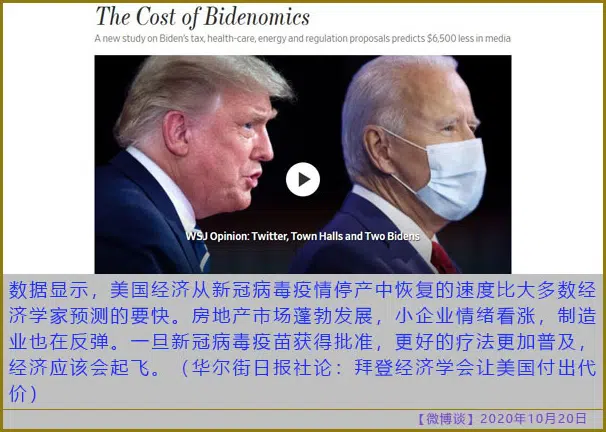 The Cost of Bidenomics
A new study on Biden's tax, health-care, energy and regulation proposals predicts $6,500 less in media
WSJ Opinion: Twitter, Town Halls and Two Bidens
数据显示，美国经济从新冠病毒疫情停产中恢复的速度比大多数经
济学家预测的要快。房地产市场蓬勃发展，小企业情绪看涨，制造
业也在反弹。一旦新冠病毒疫苗获得批准，更好的疗法更加普及，
经济应该会起飞。（华尔街日报社论：拜登经济学会让美国付出代
价）
【微博谈】2020年10月20日